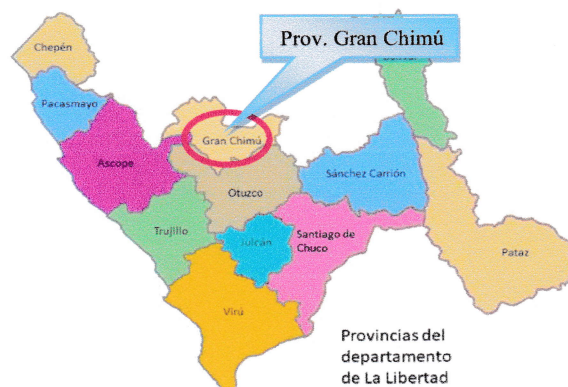 Prov. Gran Chimú
Chepén
Pacasmayo
Gran Chimú
Ascope
Sánchez Carrión
Otuzco
Trujillo
Julcán
Santiago de
Chuco
Pataz
Virú
Provincias del
departamento
de La Libertad